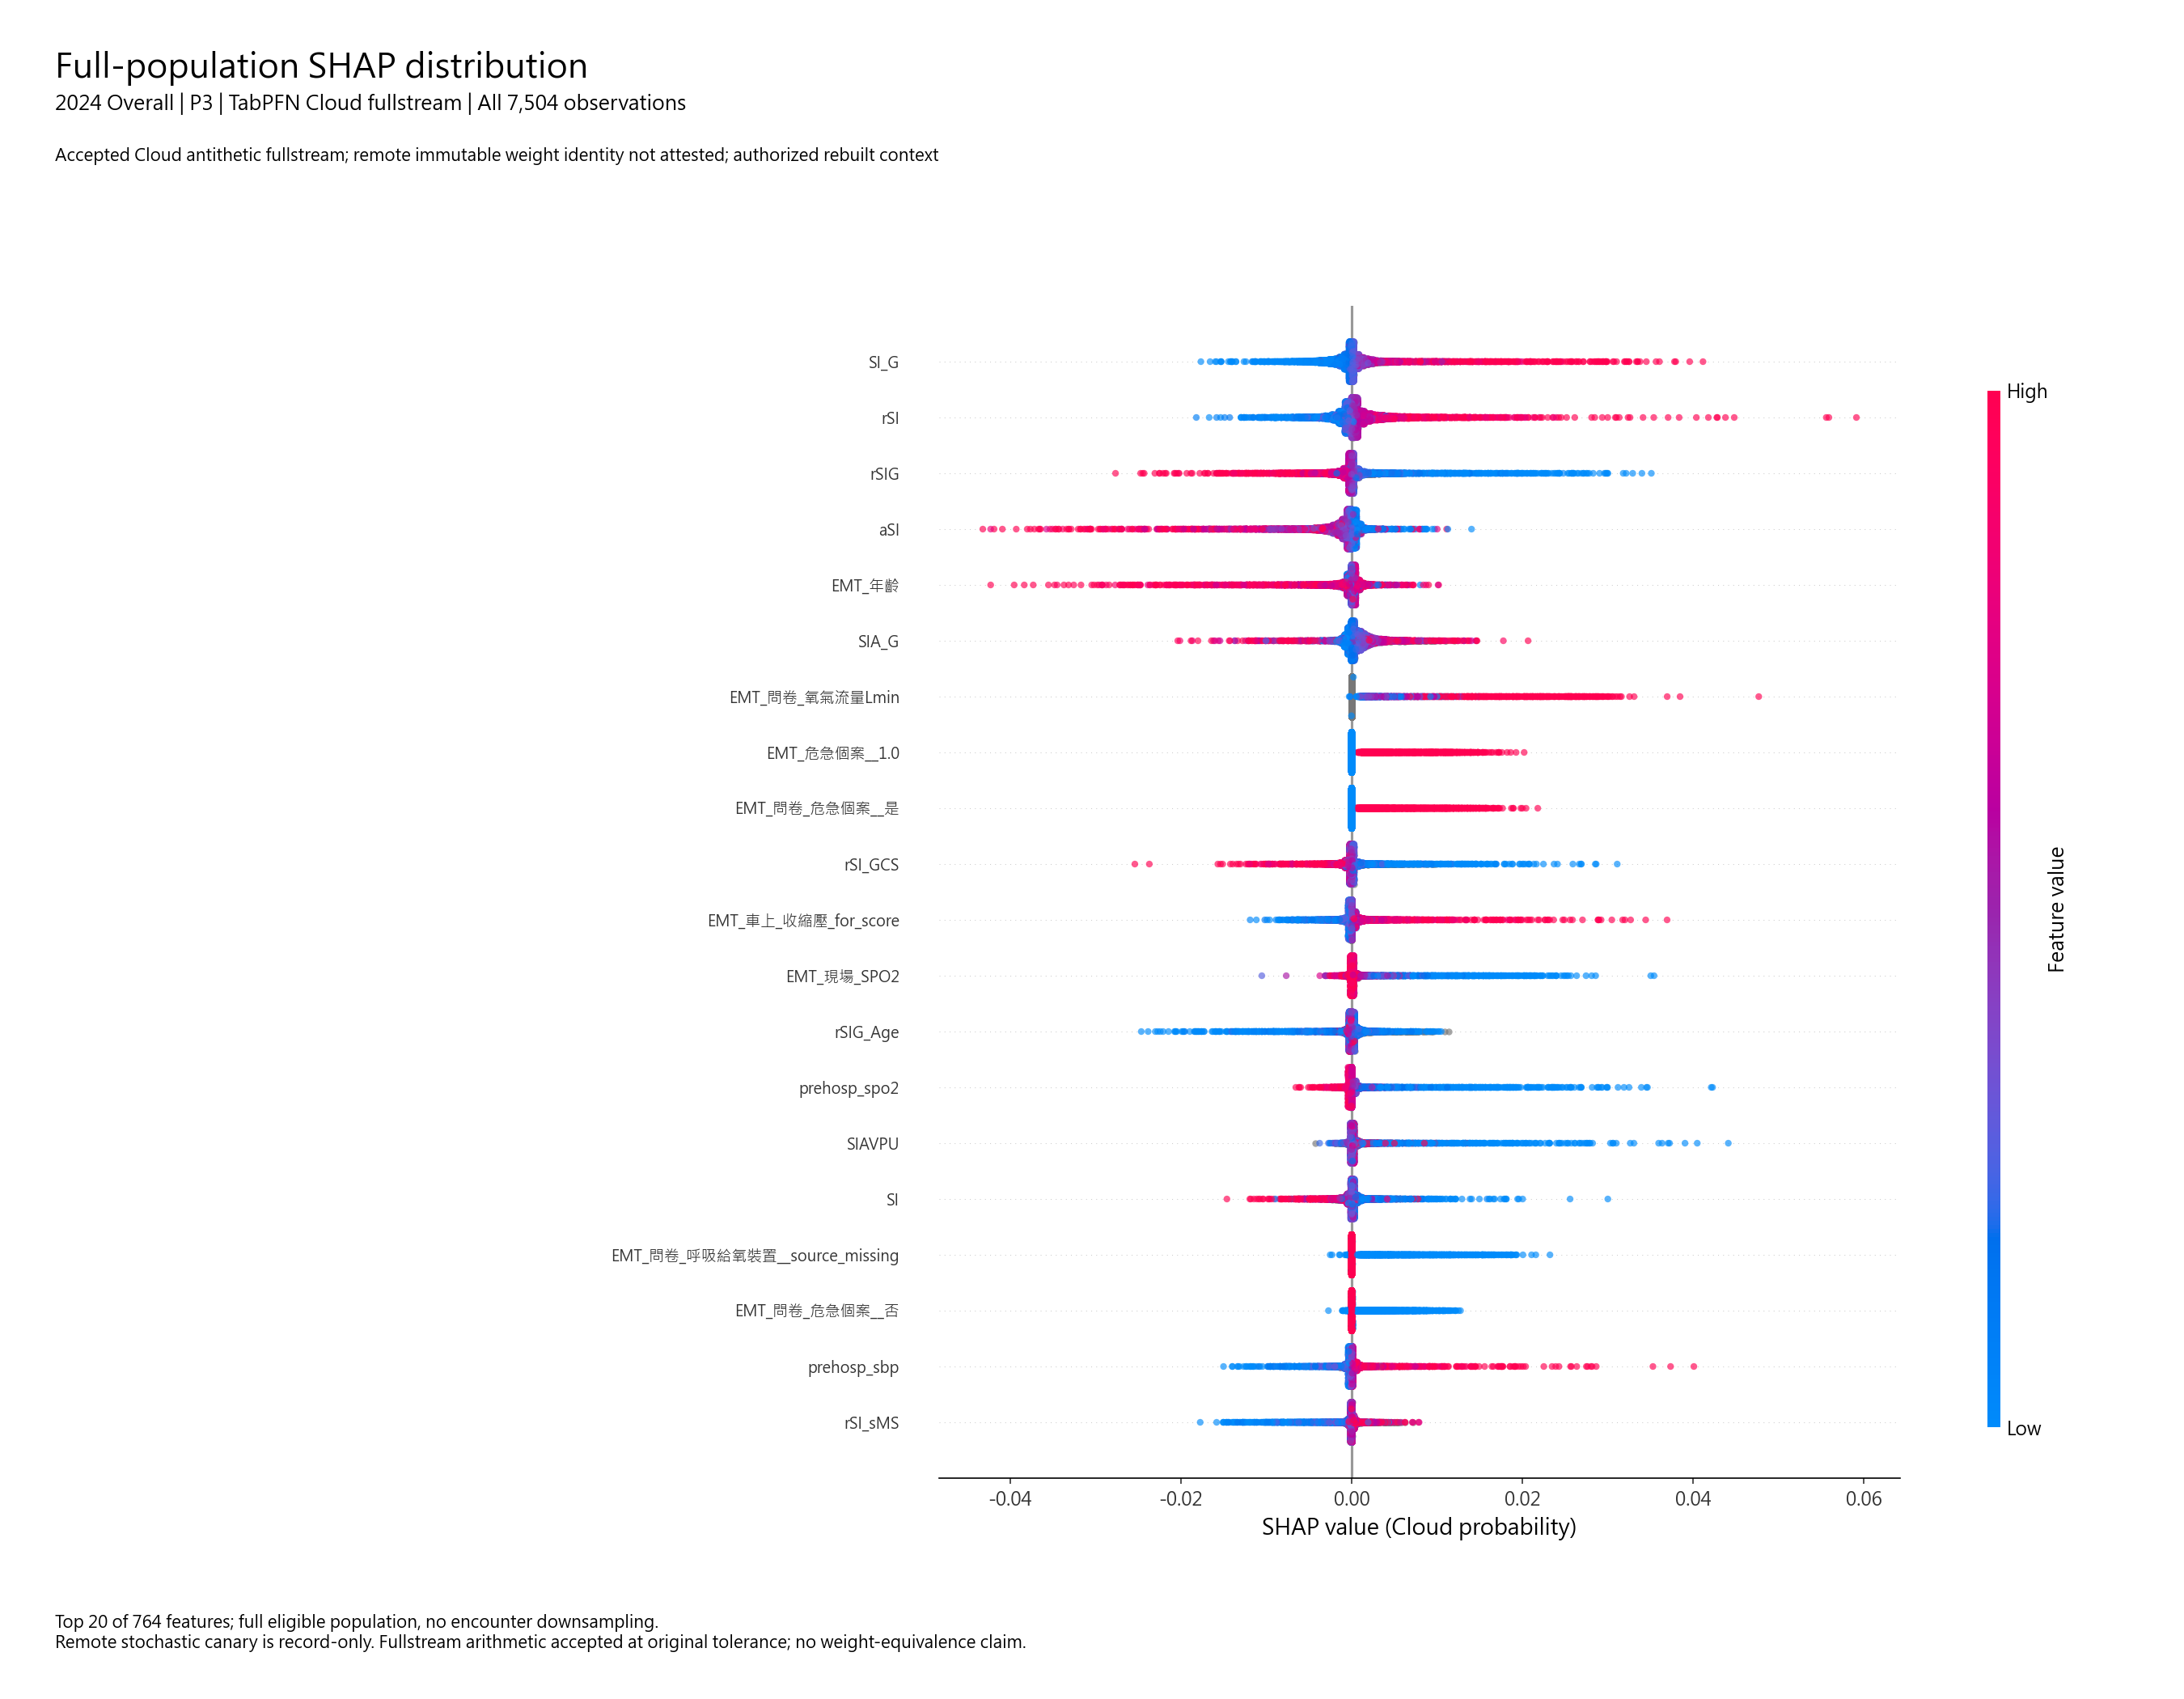 Full-population SHAP distribution
2024 Overall | P3 | TabPFN Cloud fullstream | All 7,504 observations
Accepted Cloud antithetic fullstream; remote immutable weight identity not attested; authorized rebuilt context
SI_G
rSI
rSIG
aSI
EMT_年齡
SIA_G
EMT_問卷_氧氣流量Lmin
EMT_危急個案__1.0
EMT_問卷_危急個案__是
rSI_GCS
EMT_車上_收縮壓_for_score
EMT_現場_SPO2
rSIG_Age
prehosp_spo2
SIAVPU
SI
EMT_問卷_呼吸給氧裝置__source_missing
EMT_問卷_危急個案__否
prehosp_sbp
rSI_sMS
-0.04 -0.02 0.00 0.02 0.04 0.06
SHAP value (Cloud probability)
High
Feature value
Low
Top 20 of 764 features; full eligible population, no encounter downsampling.
Remote stochastic canary is record-only. Fullstream arithmetic accepted at original tolerance; no weight-equivalence claim.